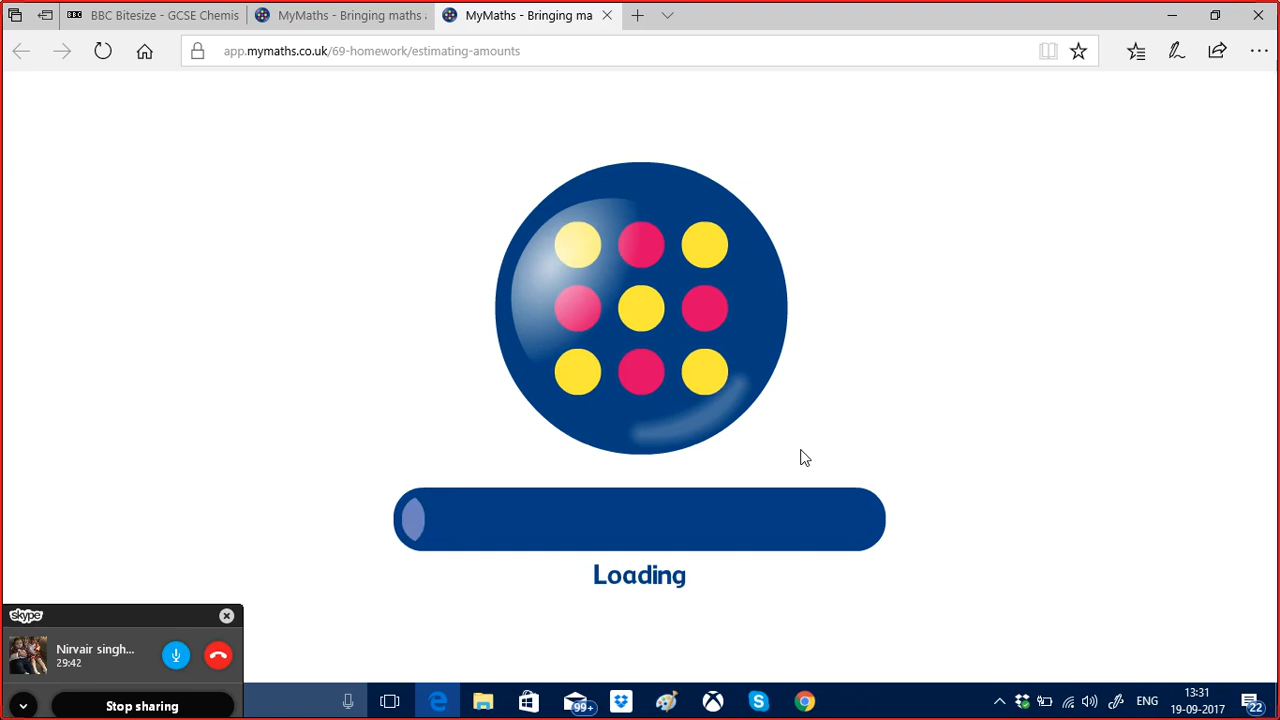 BBC BBC Bitesize - GCSE Chemis
MyMaths - Bringing maths a
MyMaths - Bringing ma
app.mymaths.co.uk/69-homework/estimating-amounts
Loading
skype
Nirvair singh...
29:42
Stop sharing
99+
ENG
13:31
19-09-2017
22